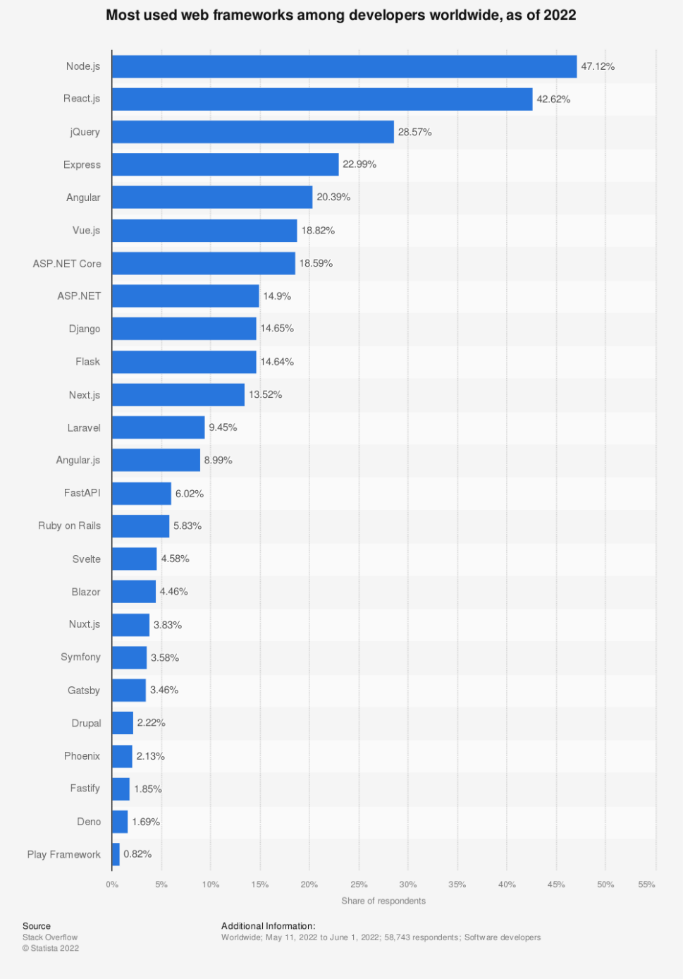 Most used web frameworks among developers worldwide, as of 2022
Node.js 47.12%
React.js 42.62%
jQuery 28.57%
Express 22.99%
Angular 20.39%
Vue.js 18.82%
ASP.NET Core 18.59%
ASP.NET 14.9%
Django 14.65%
Flask 14.64%
Next.js 13.52%
Laravel 9.45%
Angular.js 8.99%
FastAPI 6.02%
Ruby on Rails 5.83%
Svelte 4.58%
Blazor 4.46%
Nuxt.js 3.83%
Symfony 3.58%
Gatsby 3.46%
Drupal 2.22%
Phoenix 2.13%
Fastify 1.85%
Deno 1.69%
Play Framework 0.82%
0% 5% 10% 15% 20% 25% 30% 35% 40% 45% 50% 55%
Share of respondents
Source
Stack Overflow
© Statista 2022
Additional Information:
Worldwide; May 11, 2022 to June 1, 2022; 58,743 respondents; Software developers